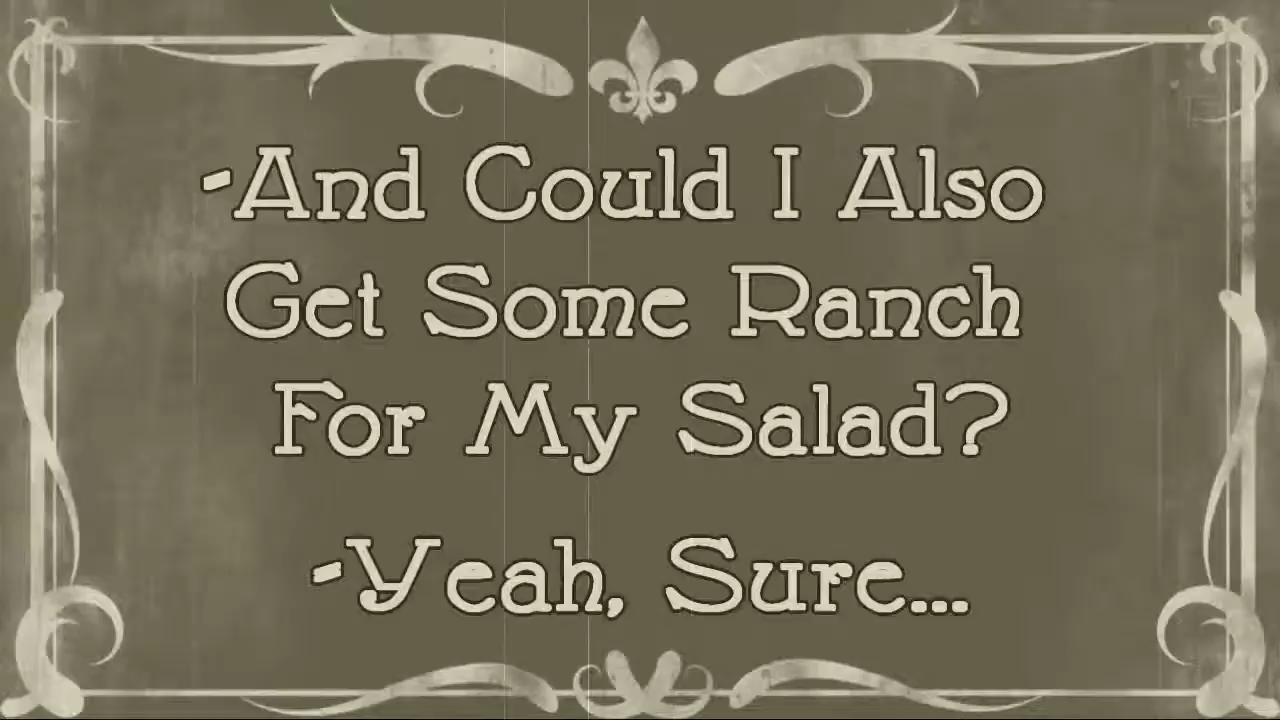 -And Could I Also
Get Some Ranch
For My Salad?
-Yeah, Sure...